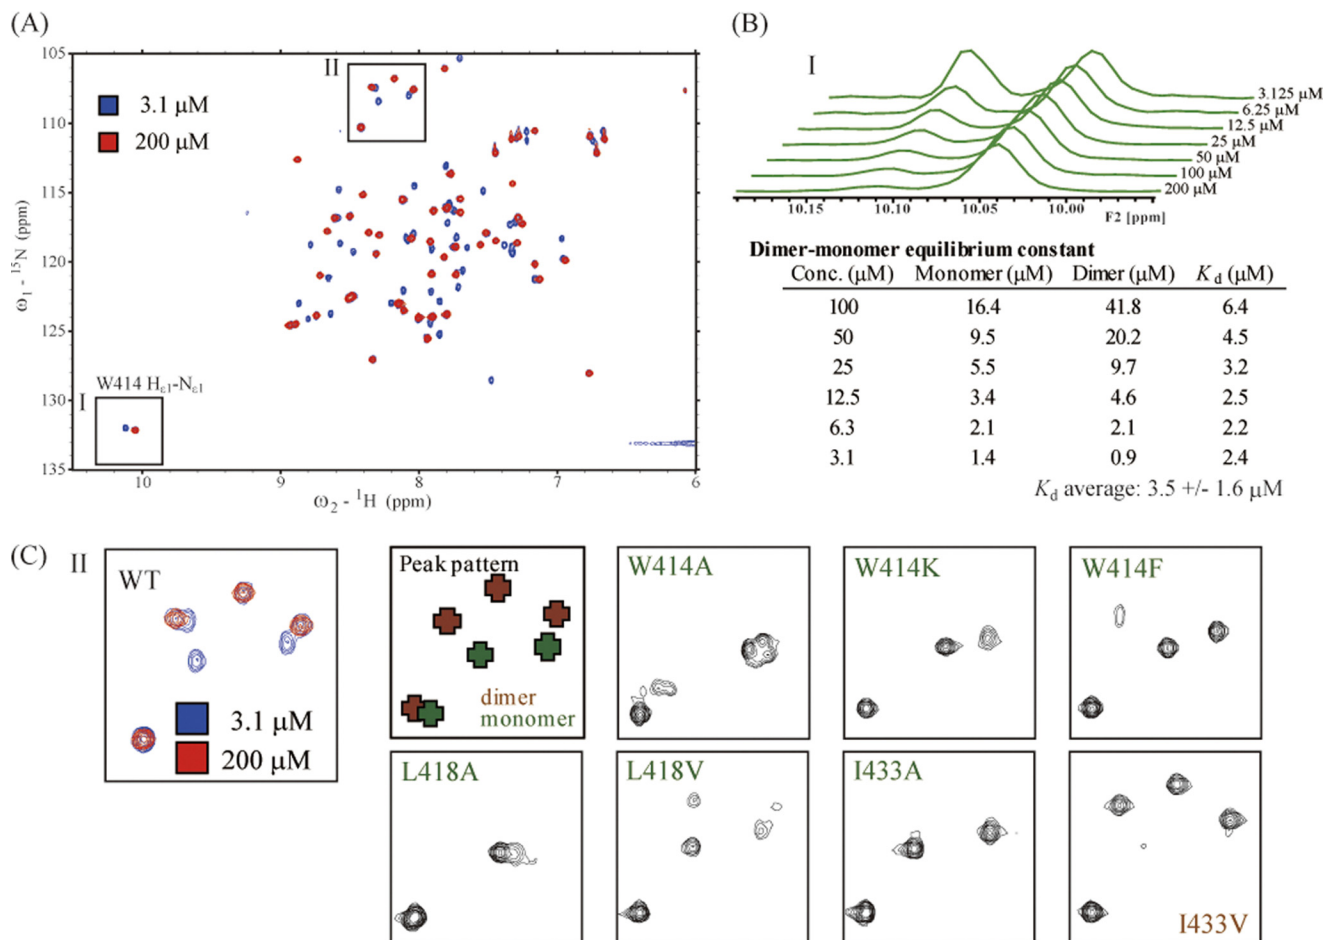 (A)
105
110
115
120
125
130
135
ω1 - 15N (ppm)
3.1 μM
200 μM
II
I
W414 Hε1-Nε1
10
9
8
7
6
ω2 - 1H (ppm)
(B)
I
3.125 μM
6.25 μM
12.5 μM
25 μM
50 μM
100 μM
200 μM
10.15
10.10
10.05
10.00
F2 [ppm]
Dimer-monomer equilibrium constant
Conc. (μM) Monomer (μM) Dimer (μM) Kd (μM)
100 16.4 41.8 6.4
50 9.5 20.2 4.5
25 5.5 9.7 3.2
12.5 3.4 4.6 2.5
6.3 2.1 2.1 2.2
3.1 1.4 0.9 2.4
Kd average: 3.5 +/- 1.6 μM
(C)
II
WT
3.1 μM
200 μM
Peak pattern
dimer
monomer
W414A
W414K
W414F
L418A
L418V
I433A
I433V